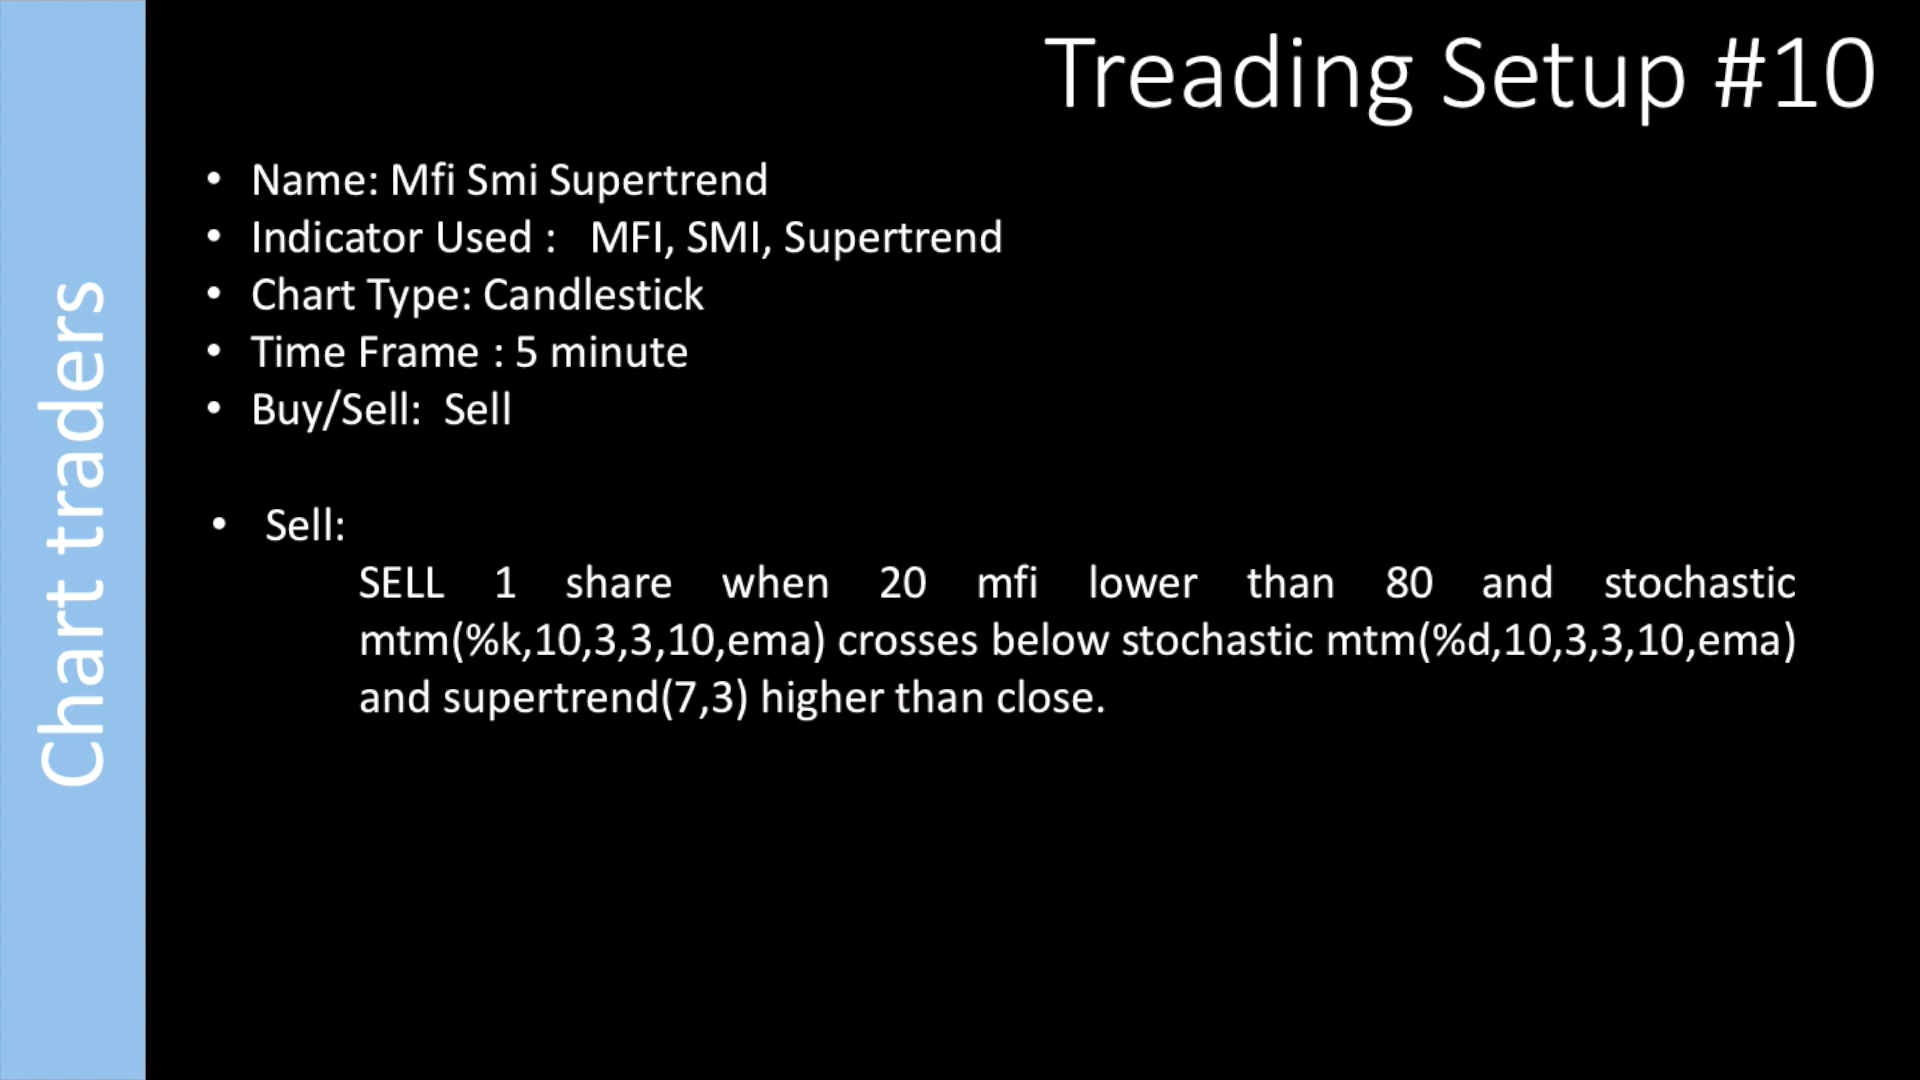 Treading Setup #10
Chart traders
• Name: Mfi Smi Supertrend
• Indicator Used :   MFI, SMI, Supertrend
• Chart Type: Candlestick
• Time Frame : 5 minute
• Buy/Sell:  Sell
• Sell:
SELL 1 share when 20 mfi lower than 80 and stochastic
mtm(%k,10,3,3,10,ema) crosses below stochastic mtm(%d,10,3,3,10,ema)
and supertrend(7,3) higher than close.